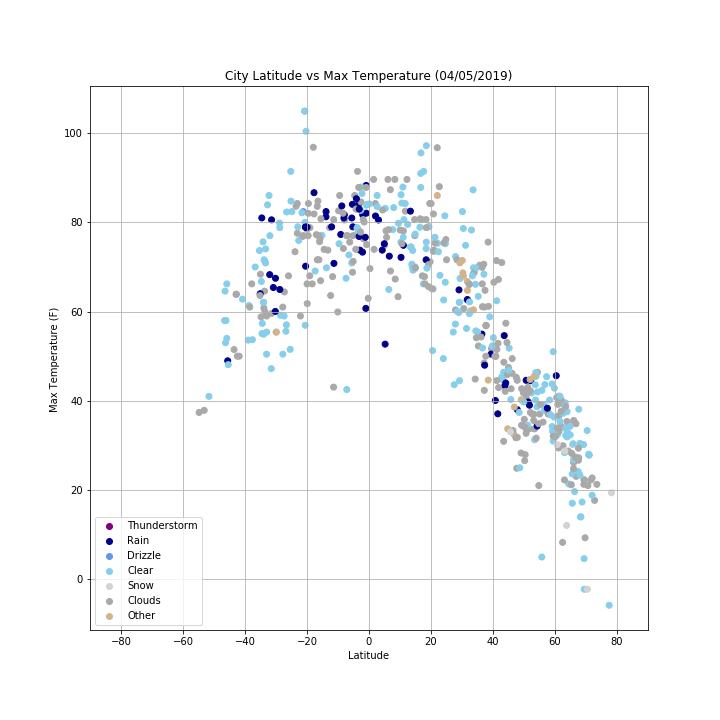 City Latitude vs Max Temperature (04/05/2019)
Max Temperature (F)
100
80
60
40
20
0
Thunderstorm
Rain
Drizzle
Clear
Snow
Clouds
Other
−80 −60 −40 −20 0 20 40 60 80
Latitude